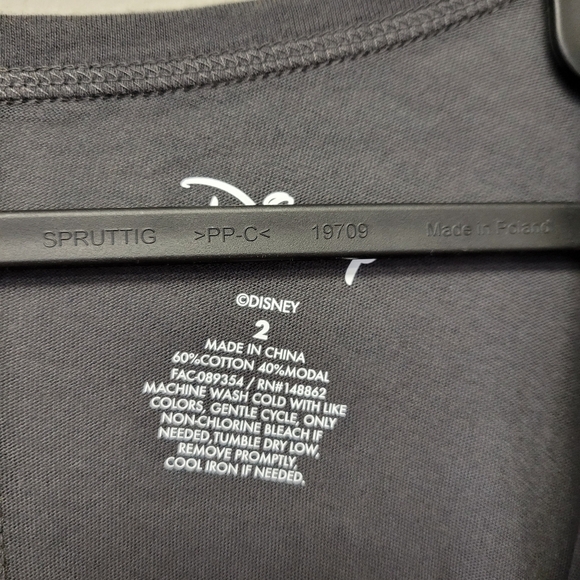 SPRUTTIG >PP-C< 19709 Made in Poland
©DISNEY
2
MADE IN CHINA
60%COTTON 40%MODAL
FAC-089354 / RN#148862
MACHINE WASH COLD WITH LIKE
COLORS, GENTLE CYCLE, ONLY
NON-CHLORINE BLEACH IF
NEEDED,TUMBLE DRY LOW,
REMOVE PROMPTLY,
COOL IRON IF NEEDED.